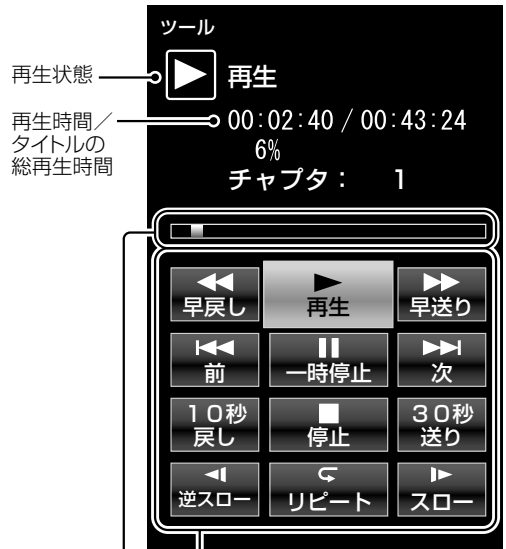 ツール
再生状態
再生
再生時間／
タイトルの
総再生時間
00:02:40 / 00:43:24
6%
チャプタ： 1
早戻し
再生
早送り
前
一時停止
次
10秒
戻し
停止
30秒
送り
逆スロー
リピート
スロー